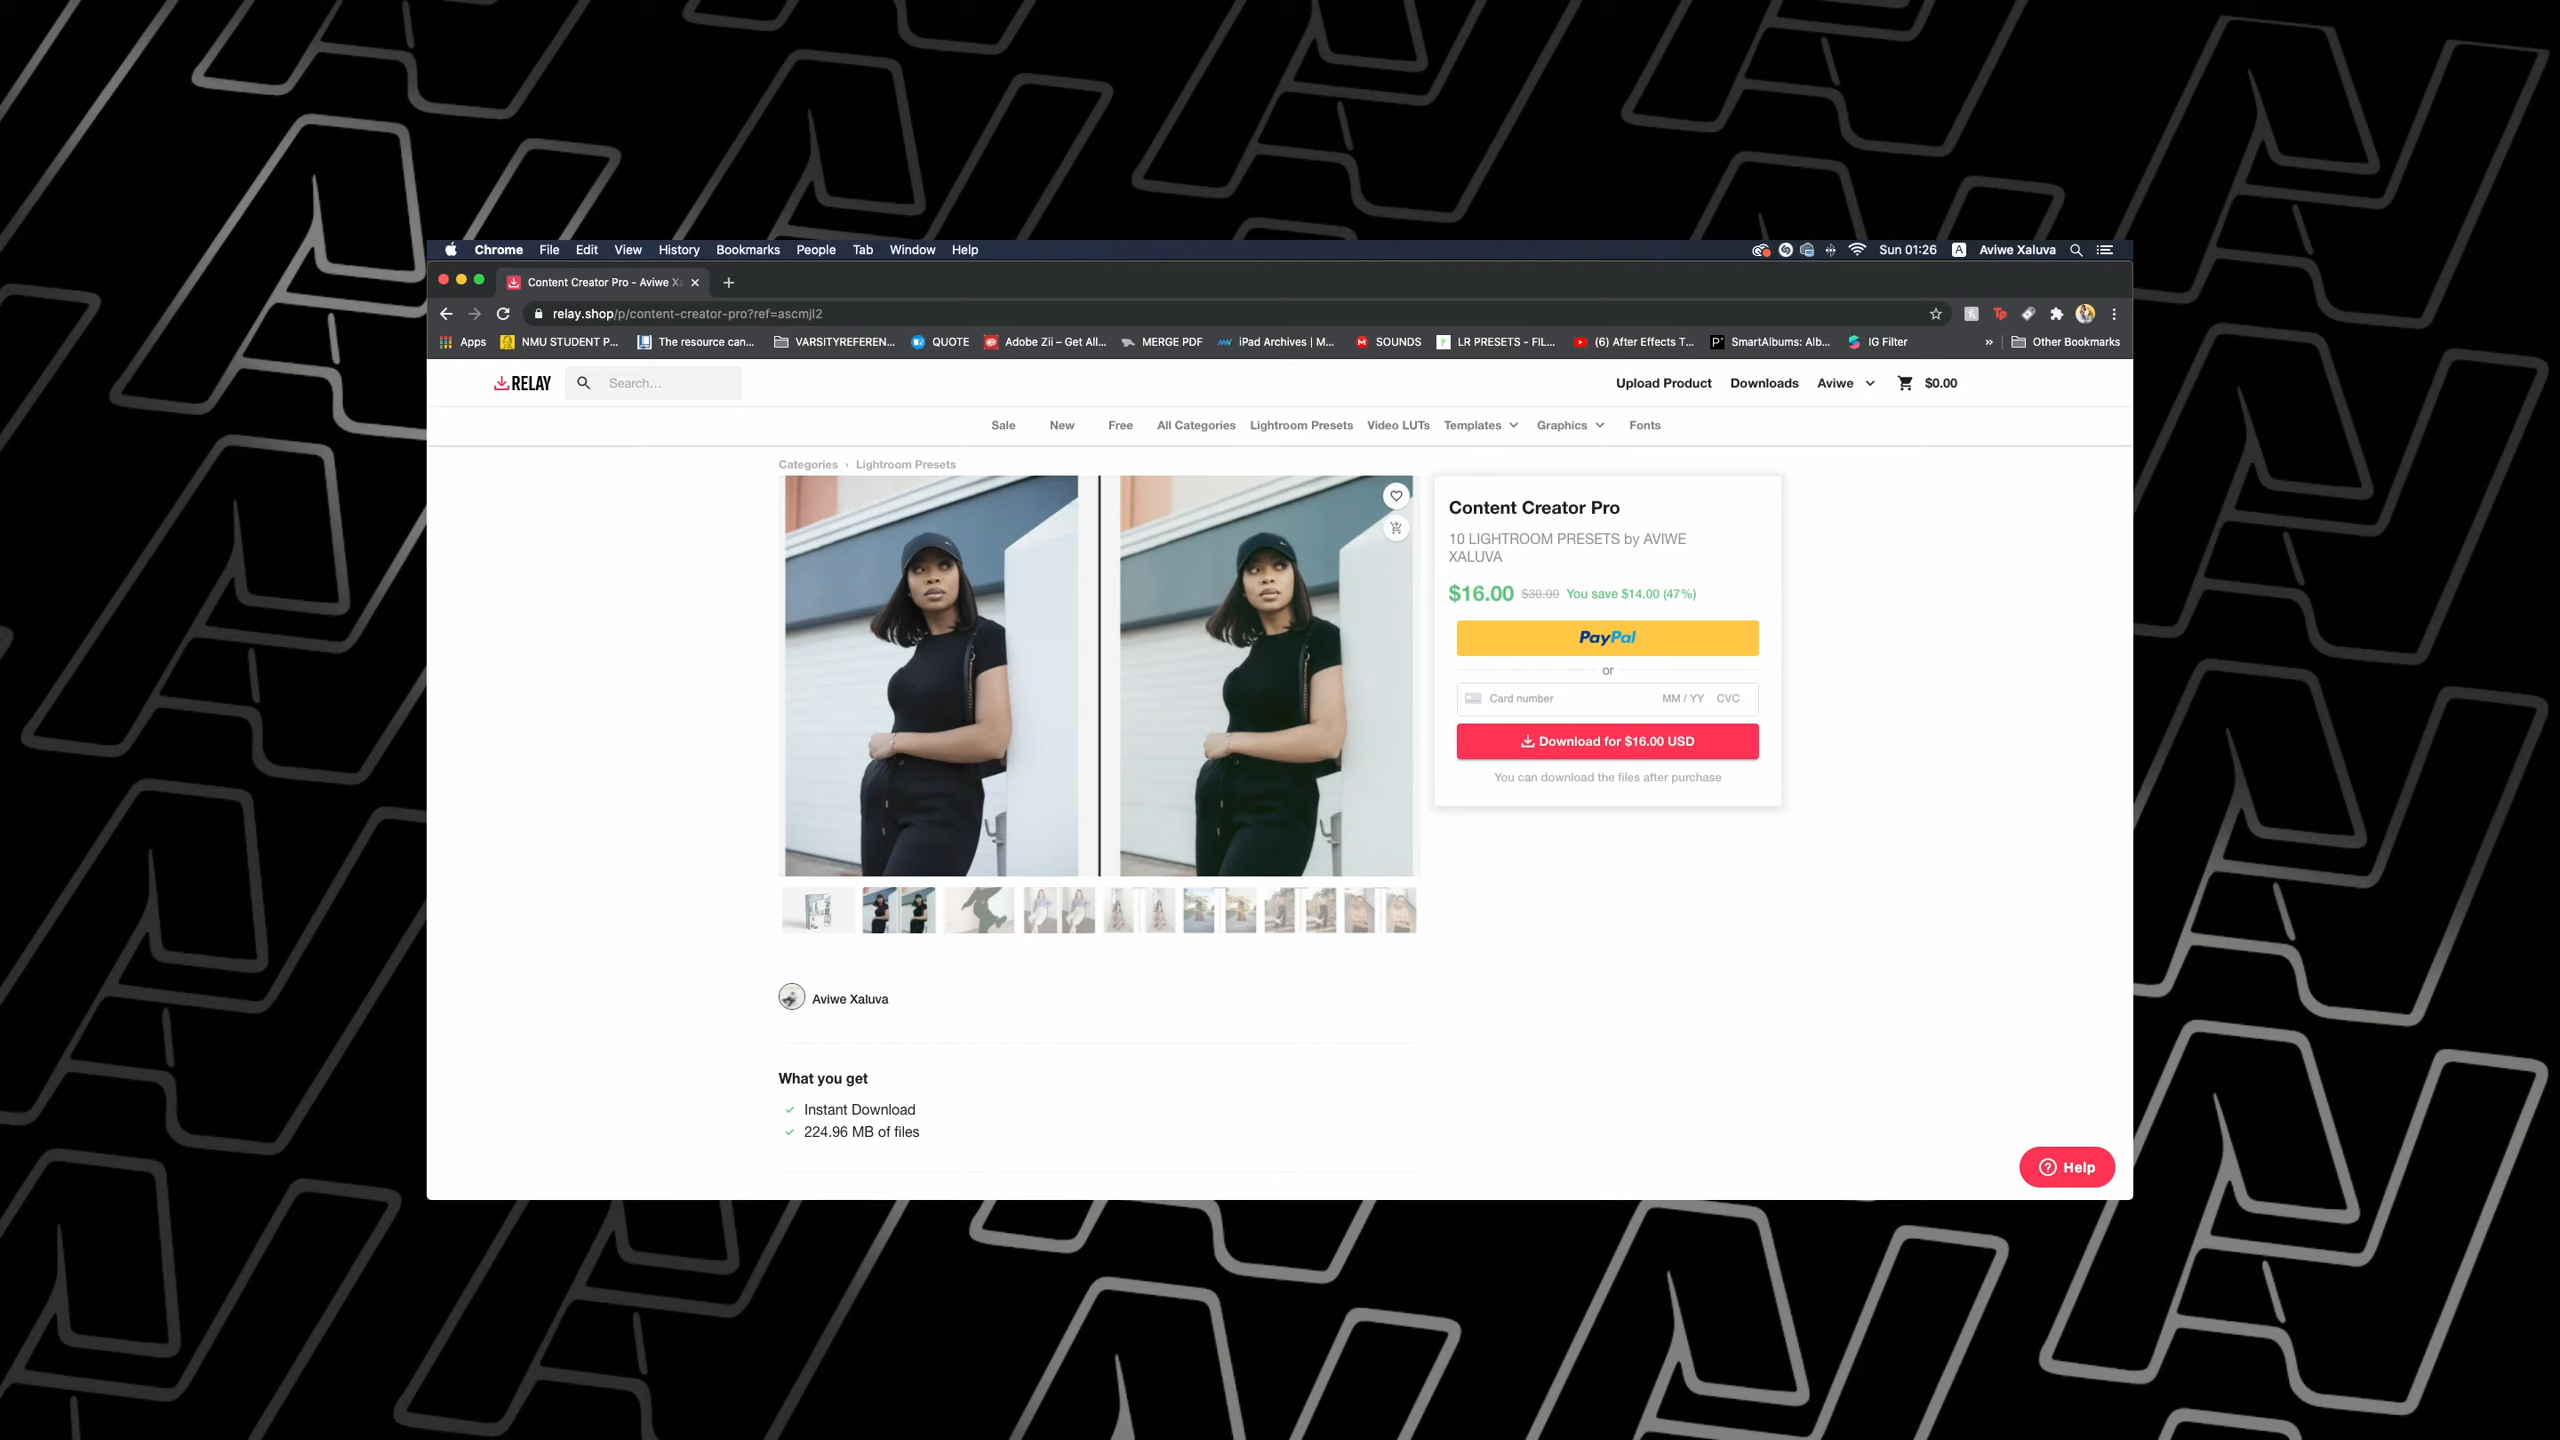 Chrome File Edit View History Bookmarks People Tab Window Help Sun 01:26 A Aviwe Xaluva
Content Creator Pro - Aviwe X
relay.shop/p/content-creator-pro?ref=ascmjl2
Apps NMU STUDENT P... The resource can... VARSITYREFEREN... QUOTE Adobe Zii – Get All... MERGE PDF iPad Archives | M... SOUNDS LR PRESETS - FIL... (6) After Effects T... SmartAlbums: Alb... IG Filter » Other Bookmarks
RELAY Search... Upload Product Downloads Aviwe $0.00
Sale New Free All Categories Lightroom Presets Video LUTs Templates Graphics Fonts
Categories › Lightroom Presets
Content Creator Pro
10 LIGHTROOM PRESETS by AVIWE
XALUVA
$16.00 $30.00 You save $14.00 (47%)
PayPal
or
Card number MM / YY CVC
Download for $16.00 USD
You can download the files after purchase
Aviwe Xaluva
What you get
Instant Download
224.96 MB of files
Help